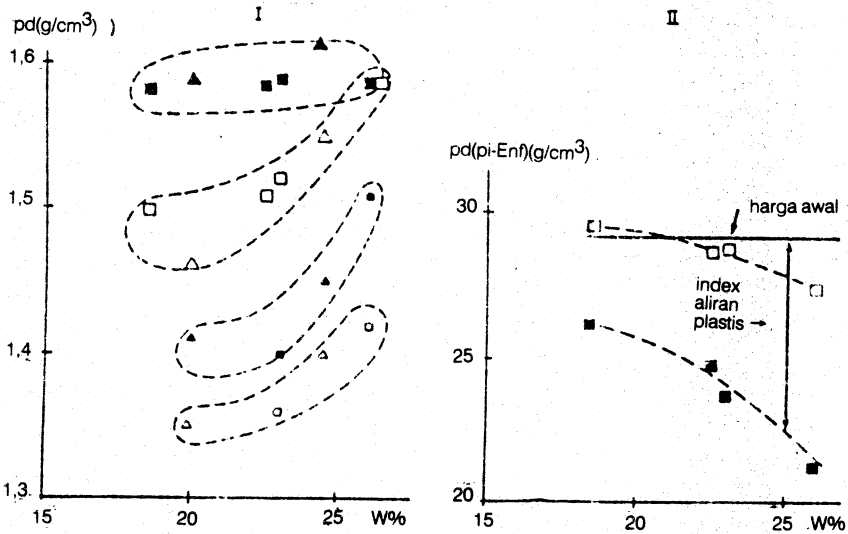 I
pd(g/cm³ )
1,6
1,5
1,4
1,3
15 20 25 W%
II
pd(pi-Enf)(g/cm³)
30
25
20
harga awal
index
aliran
plastis →
15 20 25 W%